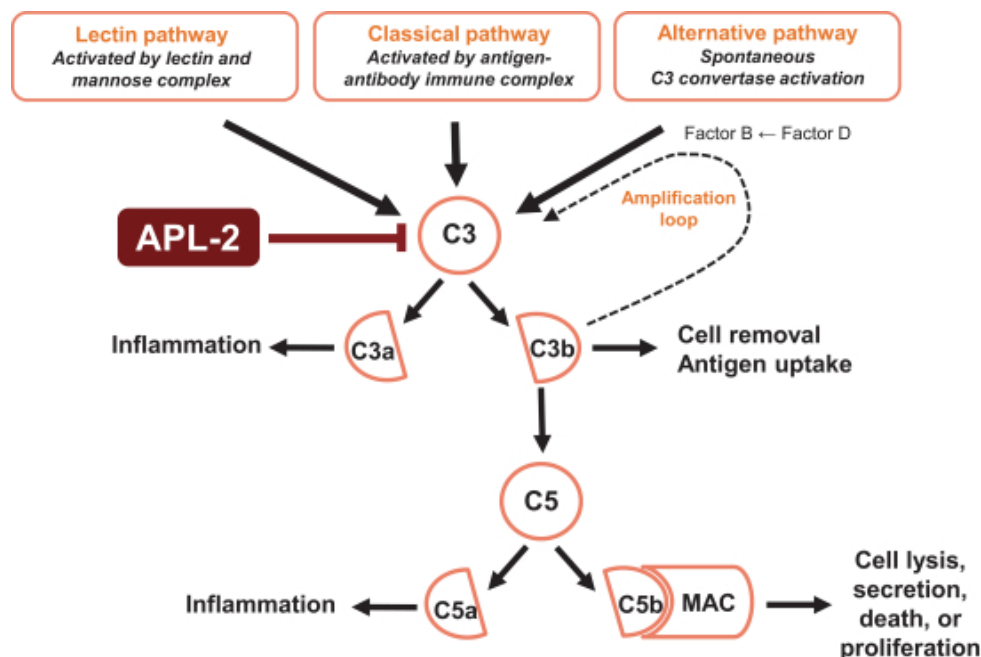 Lectin pathway
Activated by lectin and
mannose complex
Classical pathway
Activated by antigen-
antibody immune complex
Alternative pathway
Spontaneous
C3 convertase activation
Factor B ← Factor D
Amplification
loop
APL-2
C3
Inflammation
C3a
C3b
Cell removal
Antigen uptake
C5
Inflammation
C5a
C5b
MAC
Cell lysis,
secretion,
death, or
proliferation